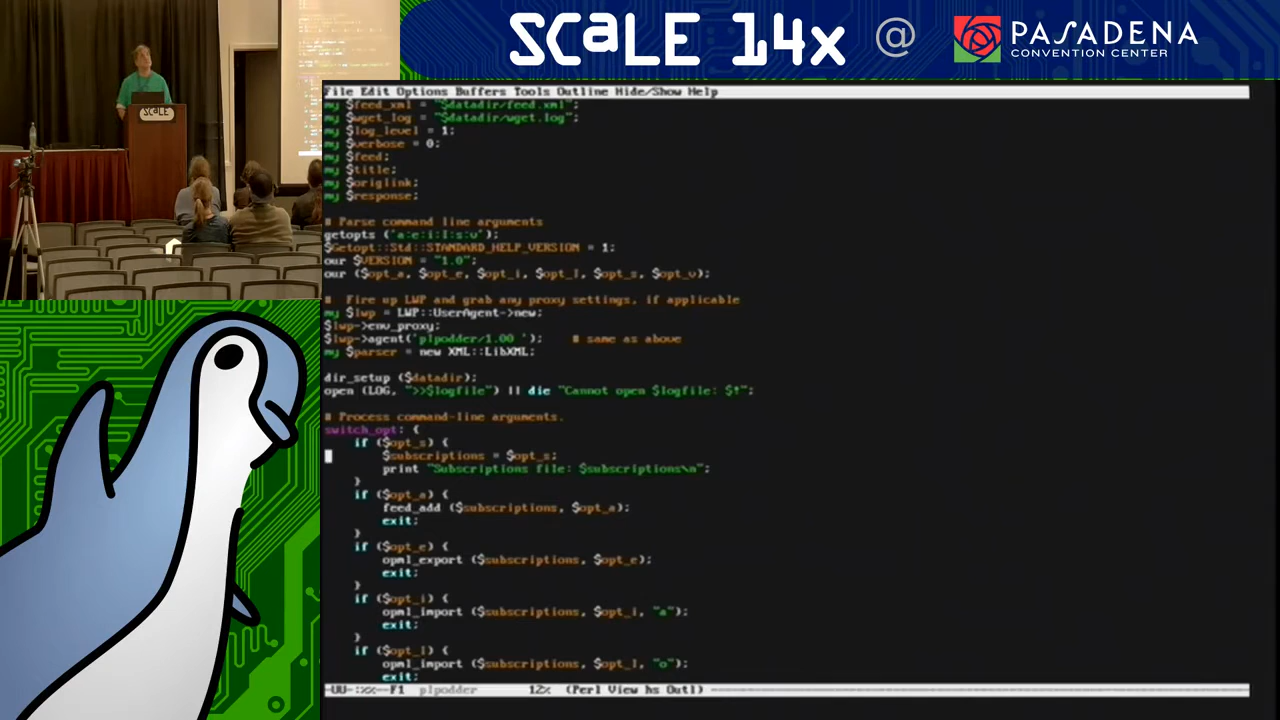 SCALE 14x @ PASADENA
CONVENTION CENTER
SCALE
File Edit Options Buffers Tools Outline Hide/Show Help
my $feed_xml = "$datadir/feed.xml";
my $wget_log = "$datadir/wget.log";
my $log_level = 1;
my $verbose = 0;
my $feed;
my $title;
my $origlink;
my $response;
# Parse command line arguments
getopts ('a:e:i:l:s:v');
$Getopt::Std::STANDARD_HELP_VERSION = 1;
our $VERSION = "1.0";
our ($opt_a, $opt_e, $opt_i, $opt_l, $opt_s, $opt_v);
# Fire up LWP and grab any proxy settings, if applicable
my $lwp = LWP::UserAgent->new;
$lwp->env_proxy;
$lwp->agent('plpodder/1.00 '); # same as above
my $parser = new XML::LibXML;
dir_setup ($datadir);
open (LOG, ">>$logfile") || die "Cannot open $logfile: $!";
# Process command-line arguments.
switch_opt: {
if ($opt_s) {
$subscriptions = $opt_s;
print "Subscriptions file: $subscriptions\n";
}
if ($opt_a) {
feed_add ($subscriptions, $opt_a);
exit;
}
if ($opt_e) {
opml_export ($subscriptions, $opt_e);
exit;
}
if ($opt_i) {
opml_import ($subscriptions, $opt_i, "a");
exit;
}
if ($opt_l) {
opml_import ($subscriptions, $opt_l, "o");
exit;
-UU-:%%--F1 plpodder 12% (Perl View hs Outl)